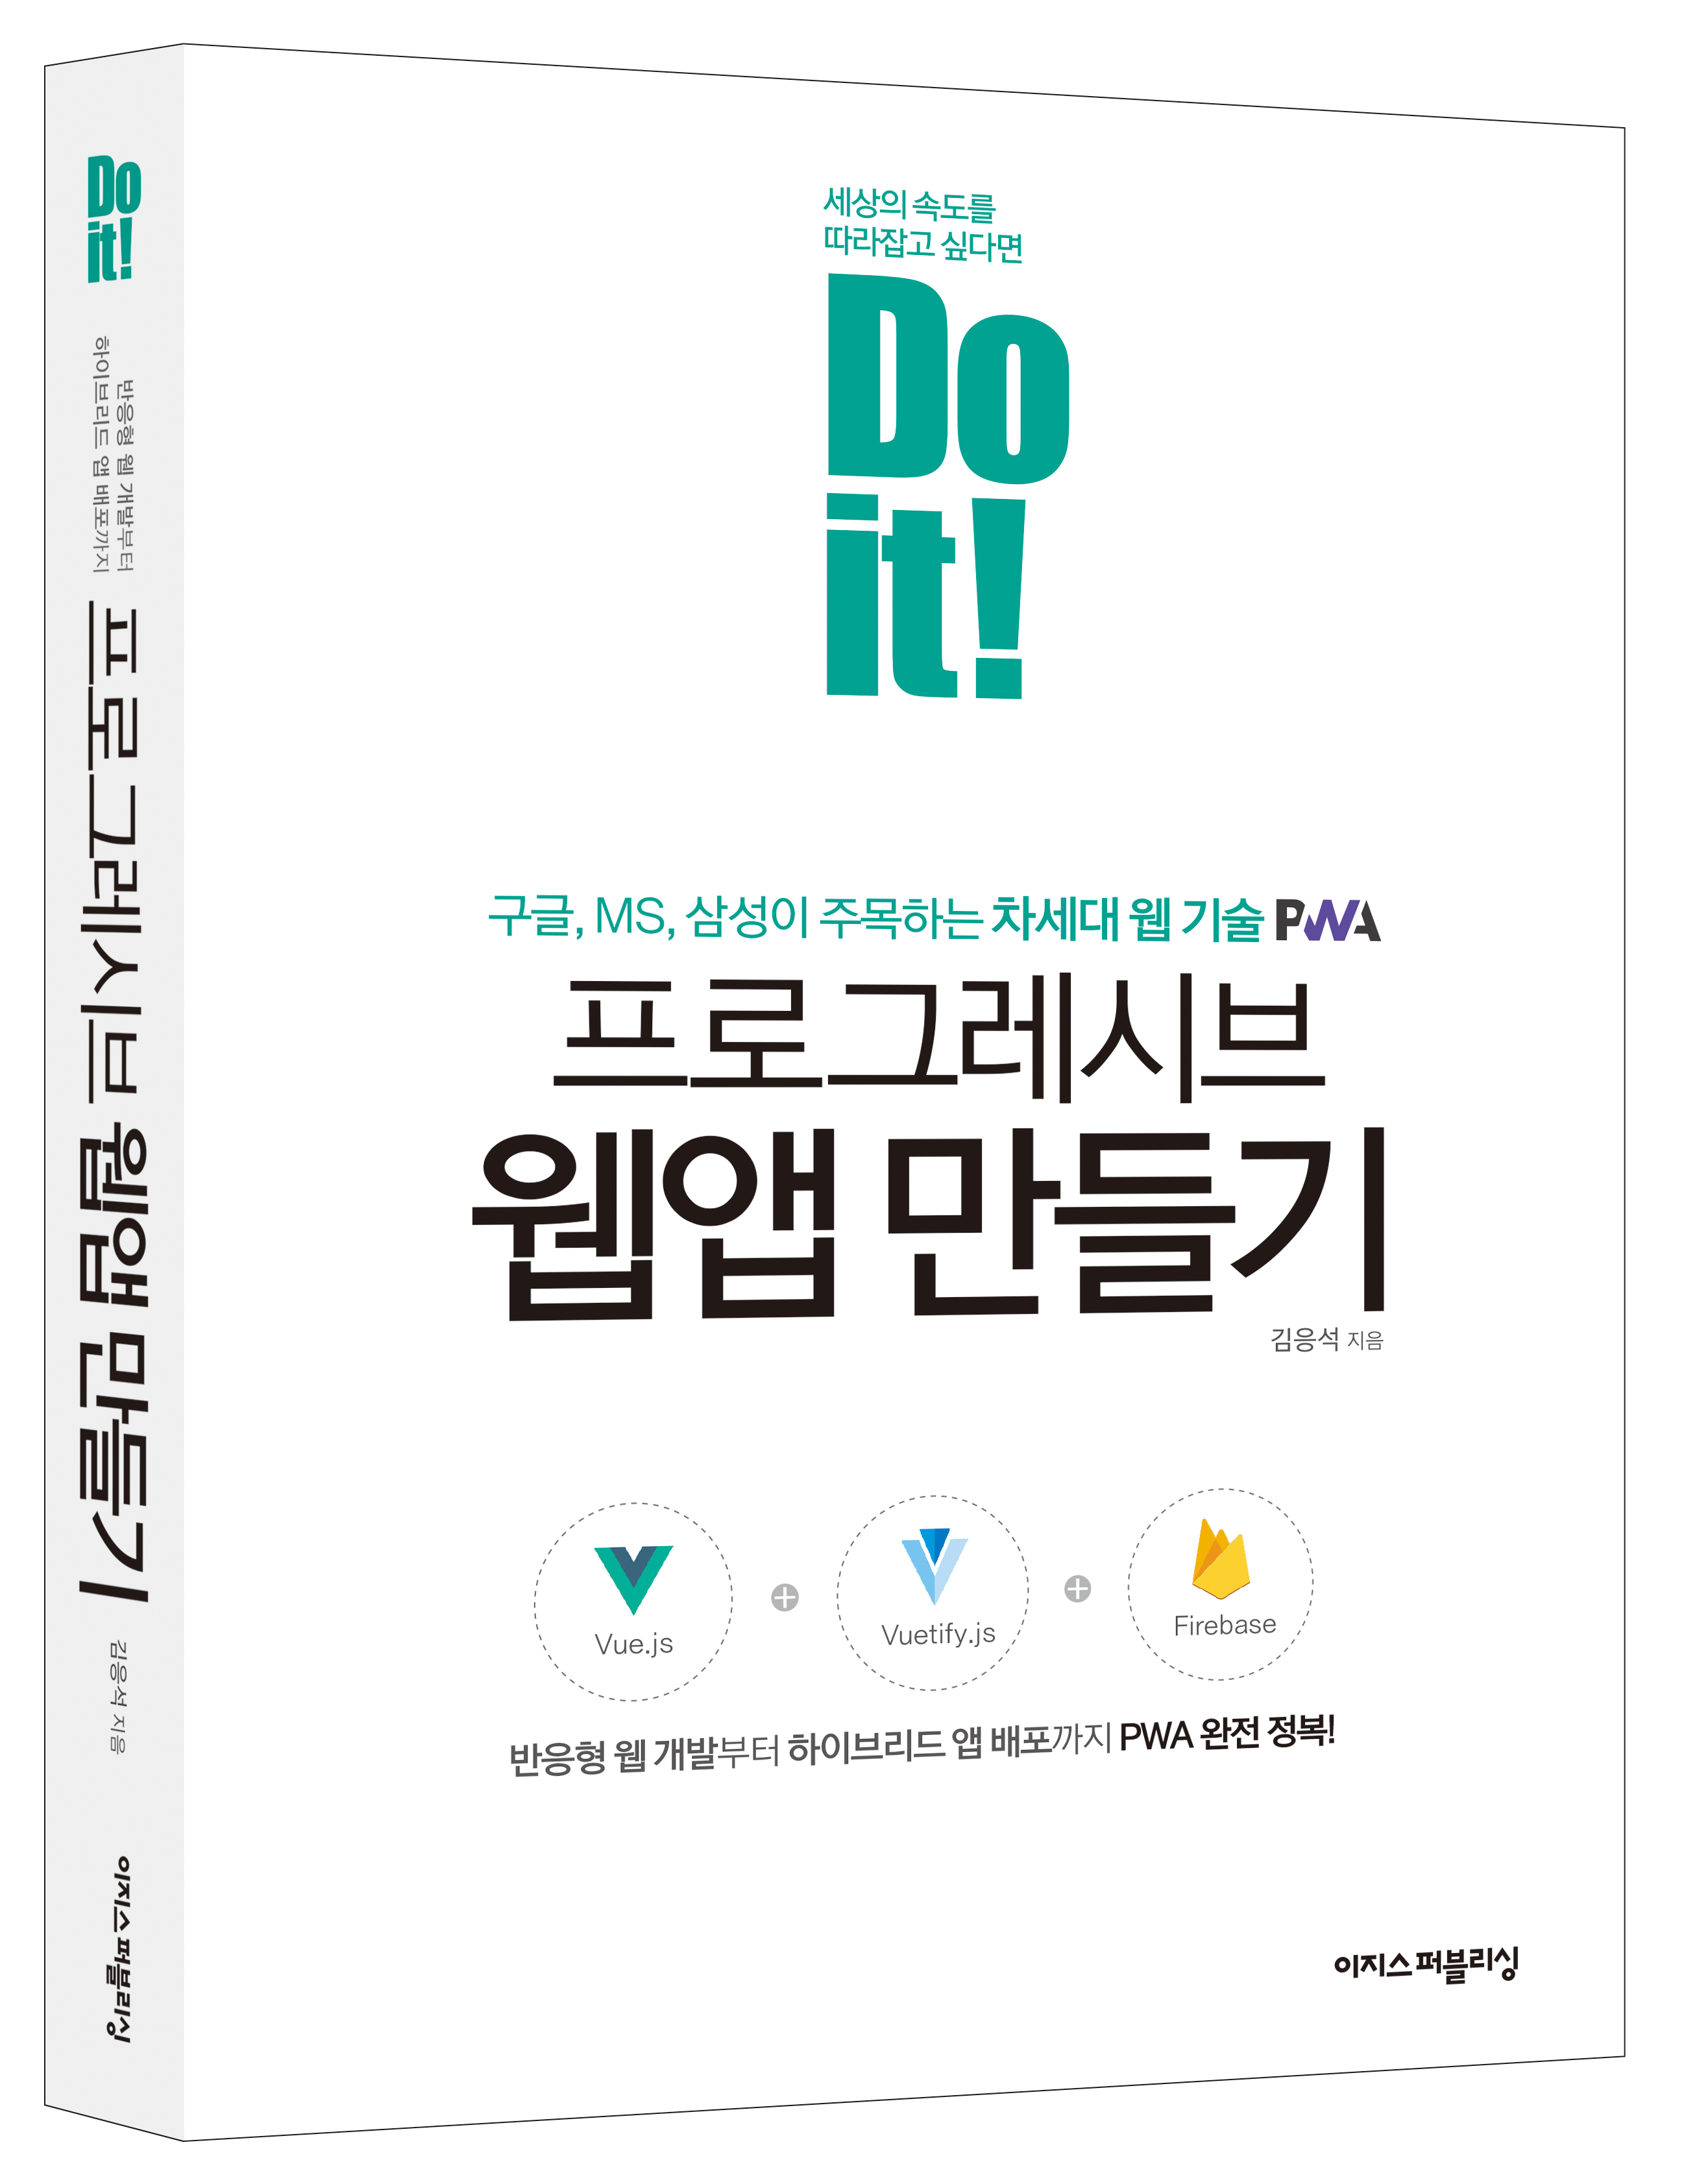 Do
it!
반응형 웹 개발부터
하이브리드 앱 배포까지
프로그레시브 웹앱 만들기
김응석 지음
이지스 퍼블리싱
세상의 속도를
따라잡고 싶다면
Do
it!
구글, MS, 삼성이 주목하는 차세대 웹 기술 PWA
프로그레시브
웹앱 만들기
김응석 지음
Vue.js
Vuetify.js
Firebase
반응형 웹 개발부터 하이브리드 앱 배포까지 PWA 완전 정복!
이지스 퍼블리싱